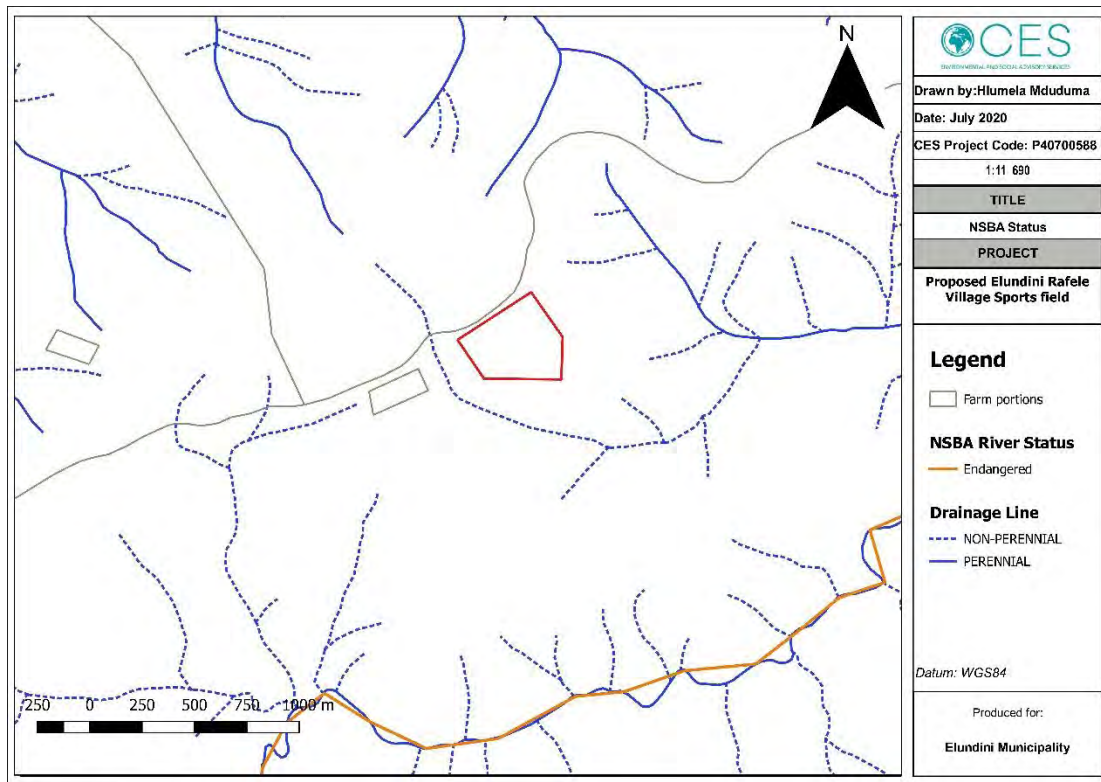 N
250 0 250 500 750 1000 m
CES
ENVIRONMENTAL AND SOCIAL ADVISORY SERVICES
Drawn by:Hlumela Mduduma
Date: July 2020
CES Project Code: P40700588
1:11 690
TITLE
NSBA Status
PROJECT
Proposed Elundini Rafele
Village Sports field
Legend
Farm portions
NSBA River Status
Endangered
Drainage Line
NON-PERENNIAL
PERENNIAL
Datum: WGS84
Produced for:
Elundini Municipality